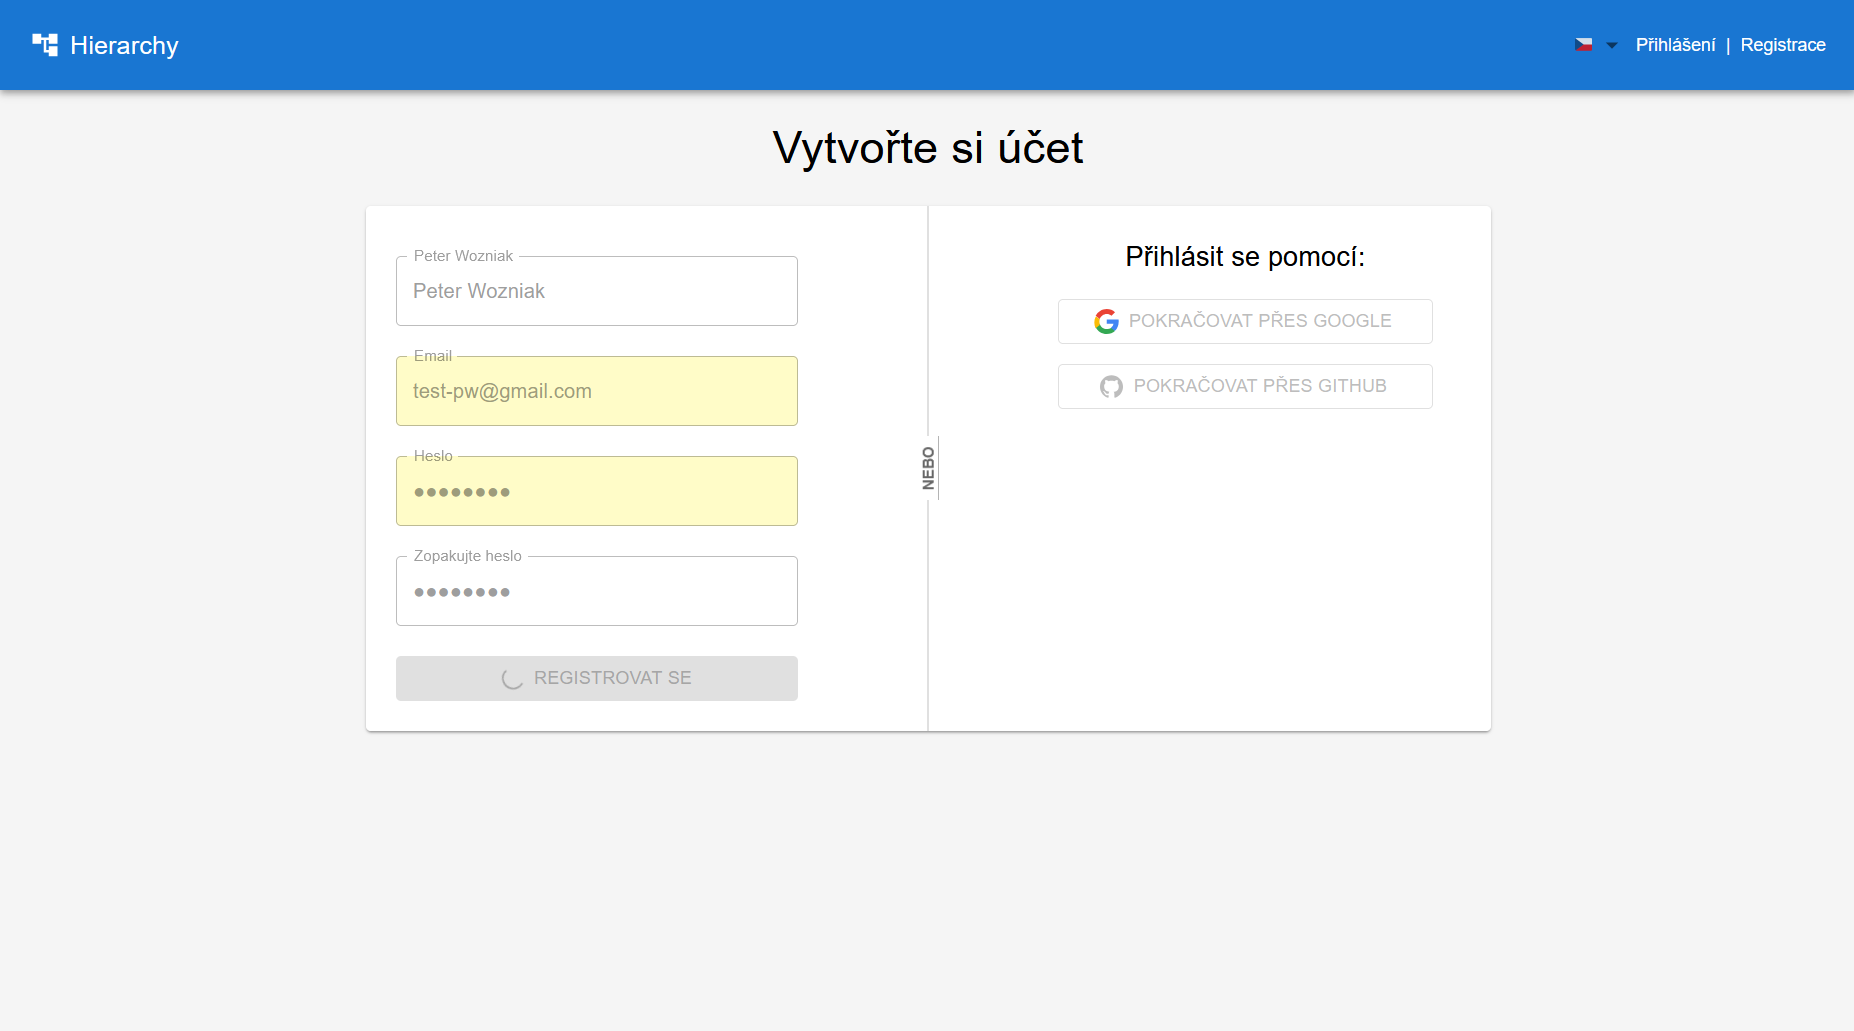 Hierarchy
Přihlášení | Registrace
Vytvořte si účet
Peter Wozniak
Peter Wozniak
Email
test-pw@gmail.com
Heslo
••••••••
Zopakujte heslo
••••••••
REGISTROVAT SE
NEBO
Přihlásit se pomocí:
POKRAČOVAT PŘES GOOGLE
POKRAČOVAT PŘES GITHUB